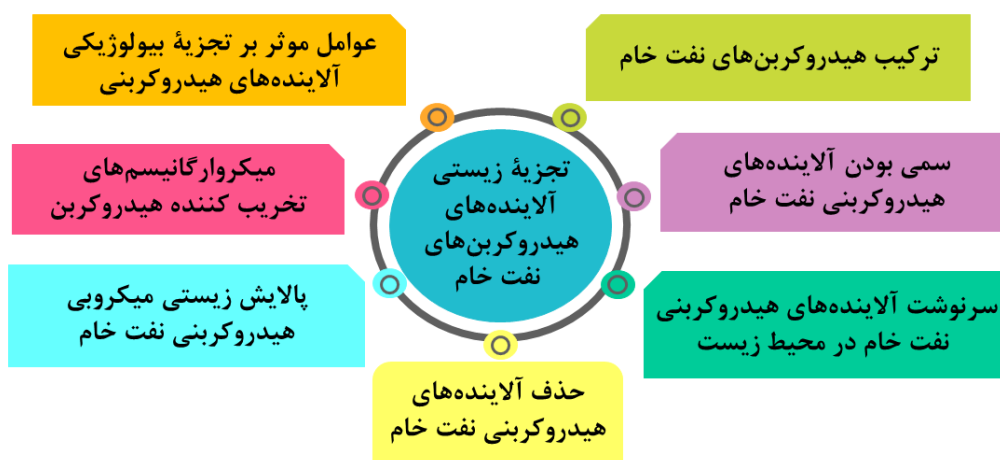 ترکیب هیدروکربن‌های نفت خام
عوامل موثر بر تجزیهٔ بیولوژیکی
آلاینده‌های هیدروکربنی
سمی بودن آلاینده‌های
هیدروکربنی نفت خام
تجزیهٔ زیستی
آلاینده‌های
هیدروکربن‌های
نفت خام
میکروارگانیسم‌های
تخریب کننده هیدروکربن
سرنوشت آلاینده‌های هیدروکربنی
نفت خام در محیط زیست
پالایش زیستی میکروبی
هیدروکربنی نفت خام
حذف آلاینده‌های
هیدروکربنی نفت خام